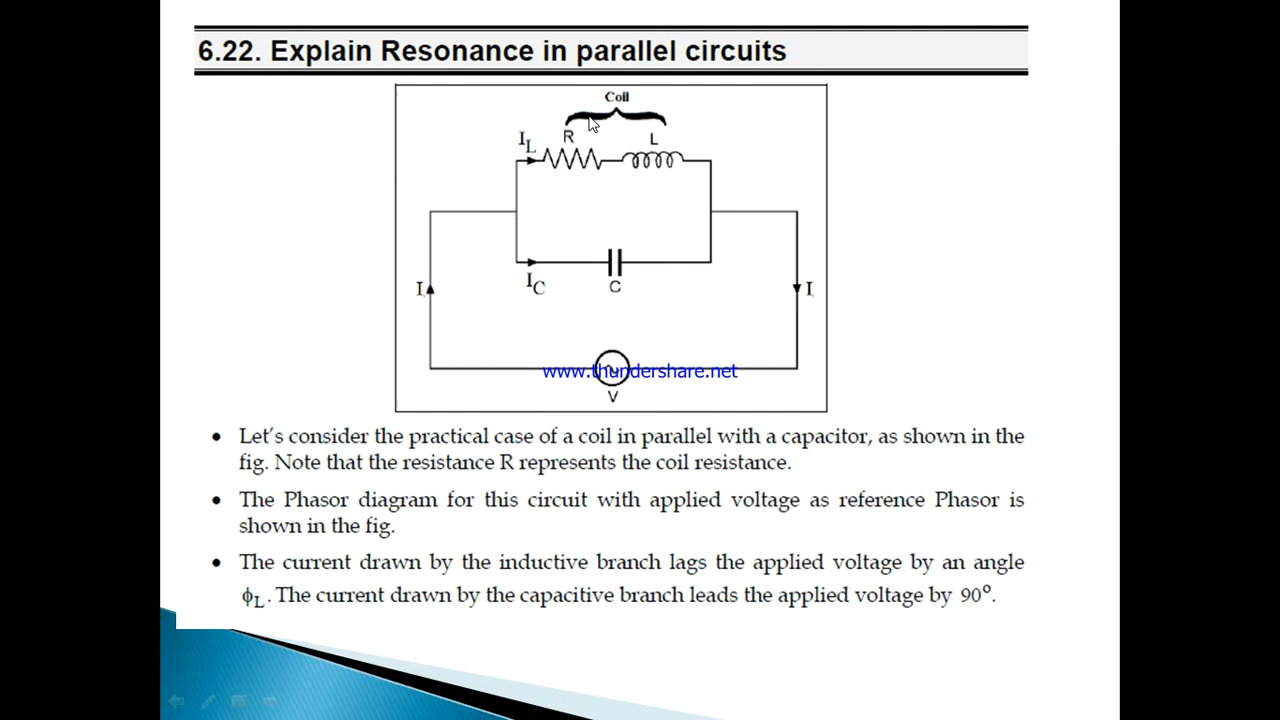 6.22. Explain Resonance in parallel circuits
Coil
I_L R L
I_C C
I I
www.thundershare.net
V
• Let's consider the practical case of a coil in parallel with a capacitor, as shown in the
fig. Note that the resistance R represents the coil resistance.
• The Phasor diagram for this circuit with applied voltage as reference Phasor is
shown in the fig.
• The current drawn by the inductive branch lags the applied voltage by an angle
ϕ_L. The current drawn by the capacitive branch leads the applied voltage by 90°.